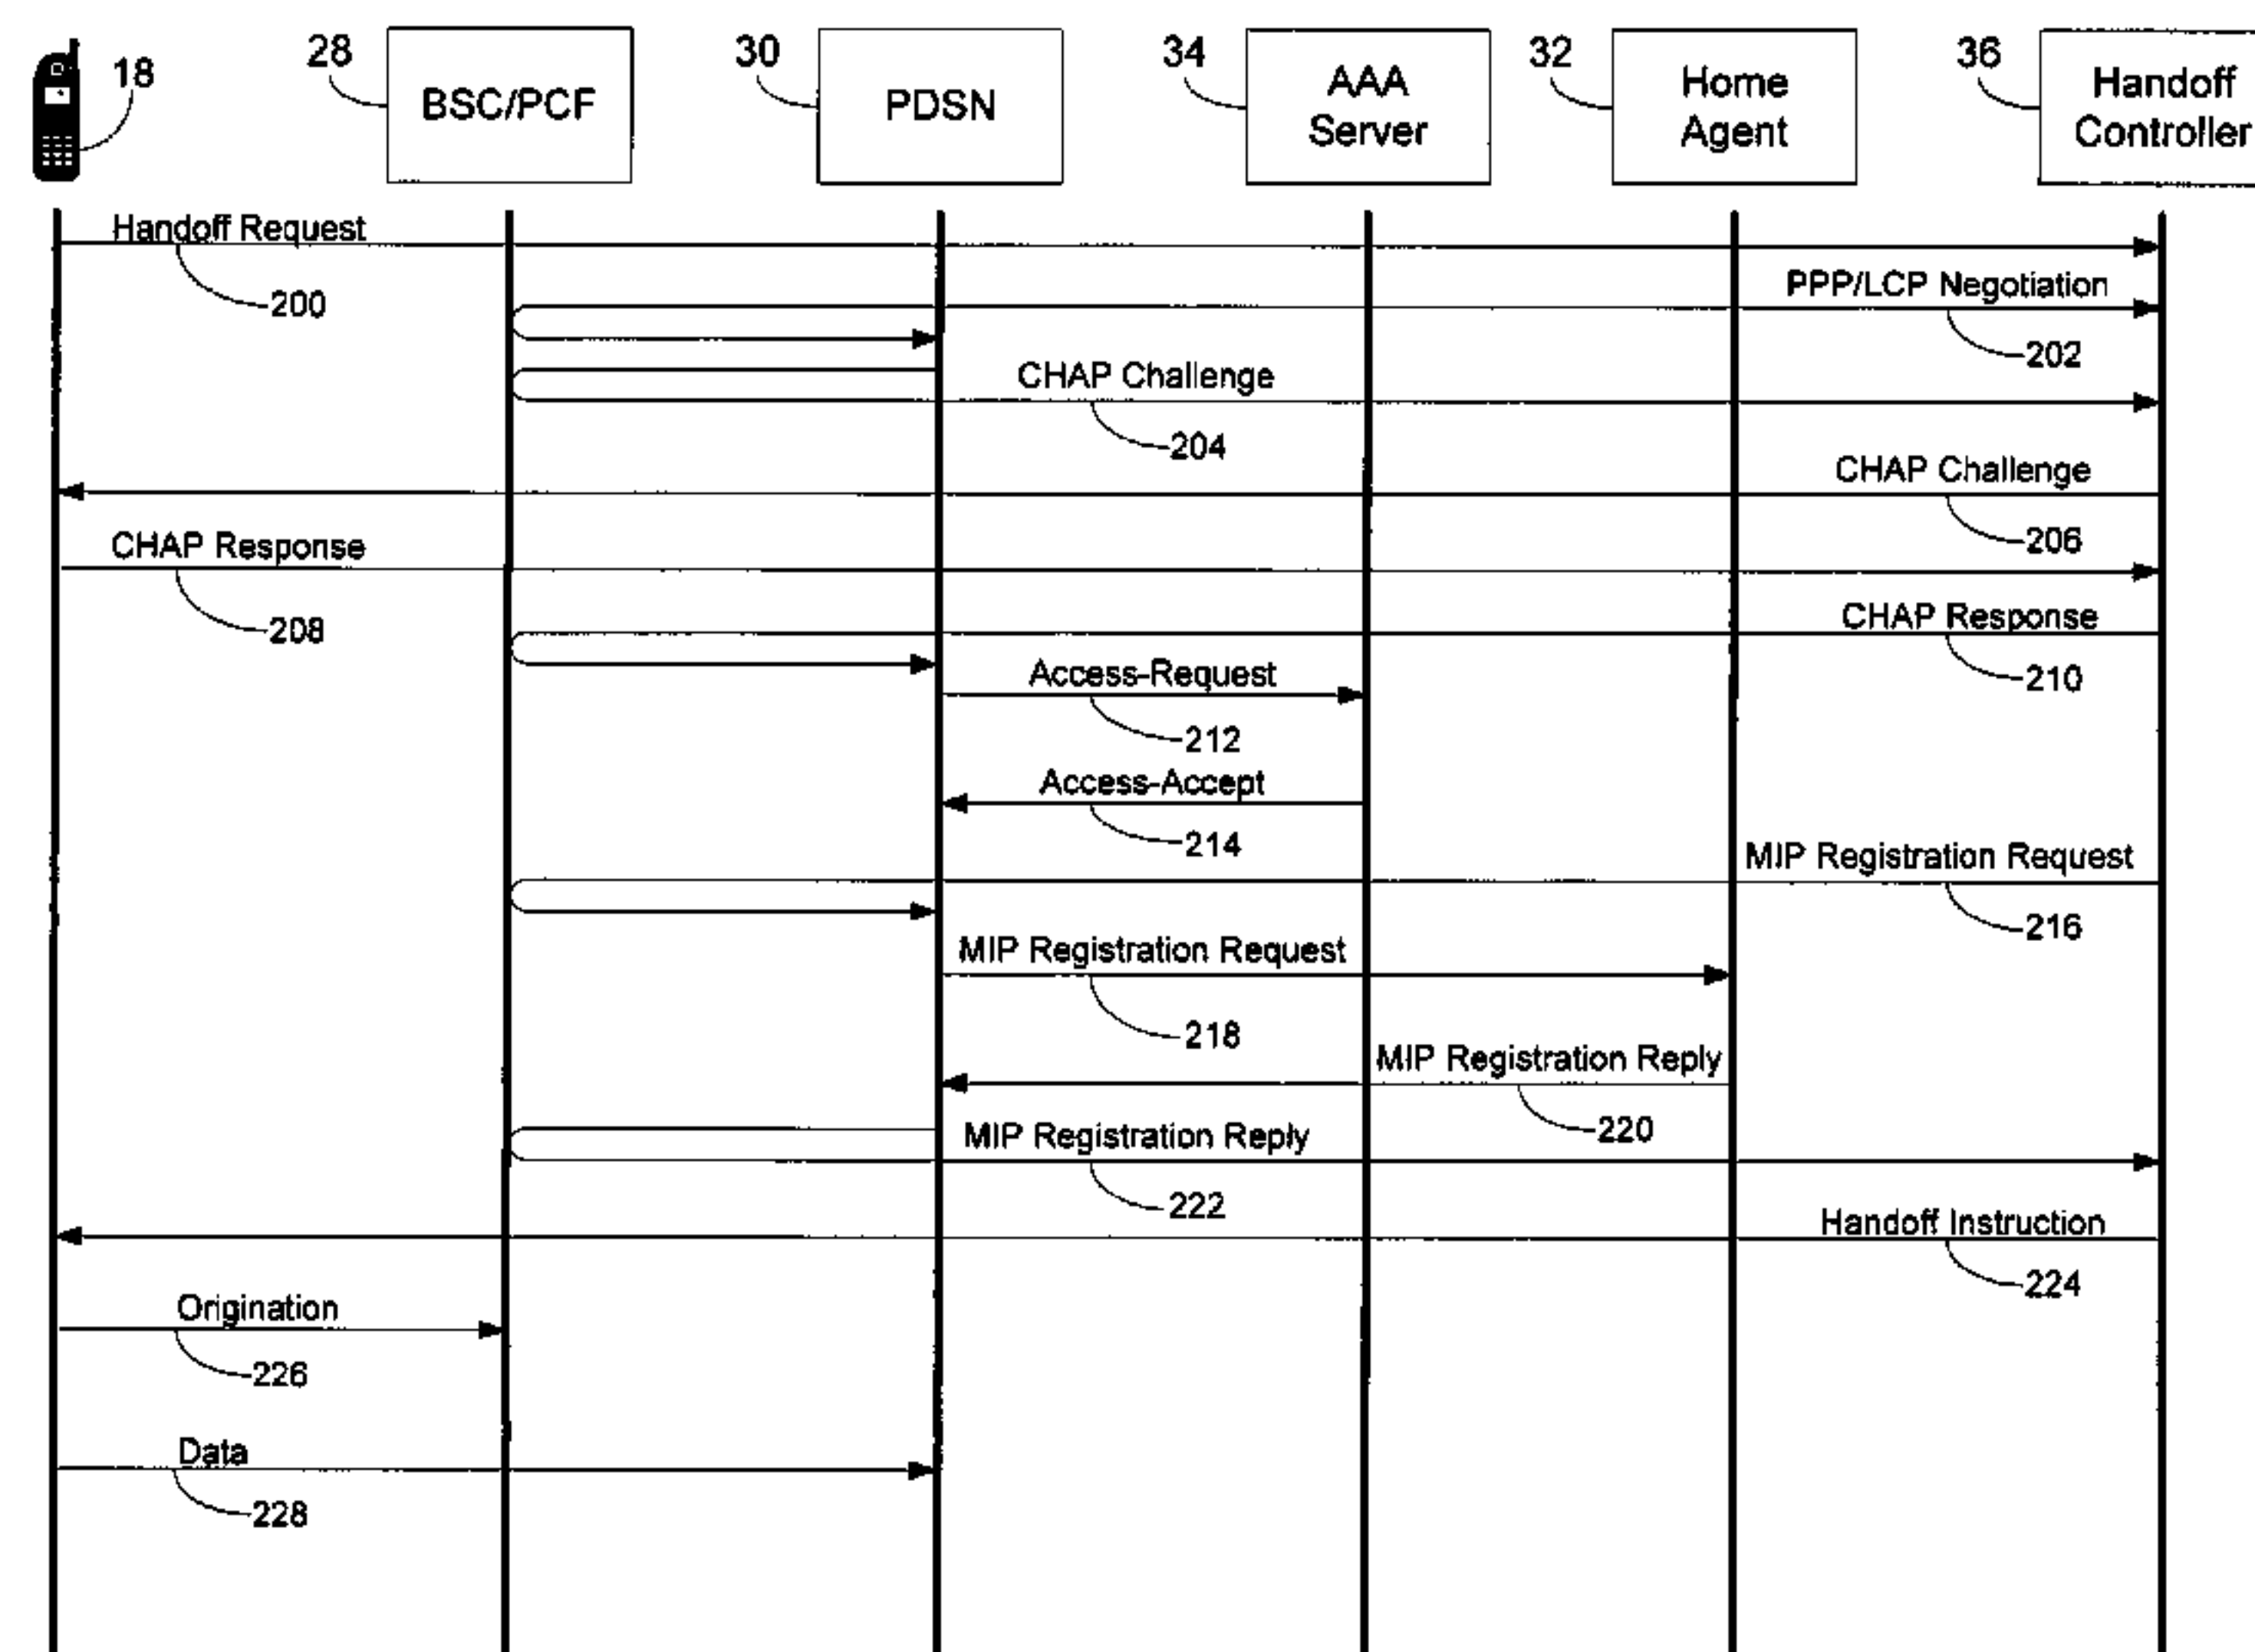 18
28
BSC/PCF
30
PDSN
34
AAA
Server
32
Home
Agent
36
Handoff
Controller
Handoff Request
200
PPP/LCP Negotiation
202
CHAP Challenge
204
CHAP Challenge
206
CHAP Response
208
CHAP Response
210
Access-Request
212
Access-Accept
214
MIP Registration Request
216
MIP Registration Request
218
MIP Registration Reply
220
MIP Registration Reply
222
Handoff Instruction
224
Origination
226
Data
228